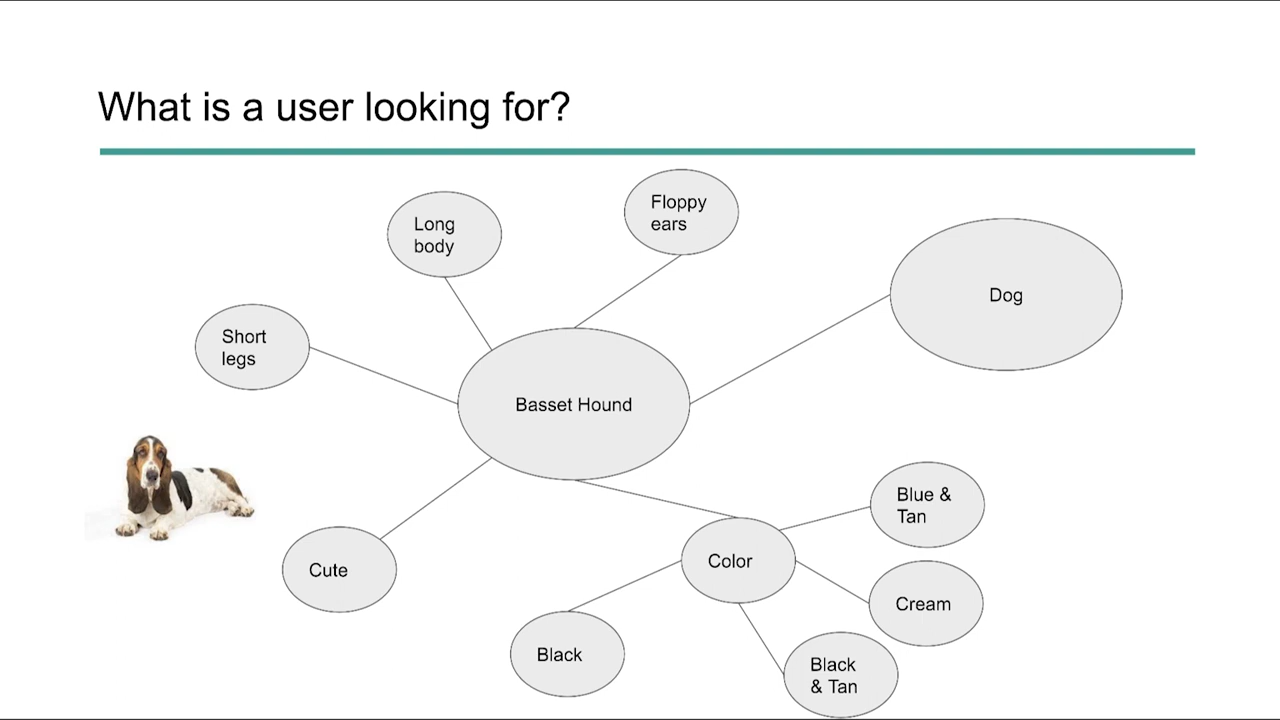 What is a user looking for?
Floppy
ears
Long
body
Dog
Short
legs
Basset Hound
Blue &
Tan
Color
Cute
Cream
Black
Black
& Tan